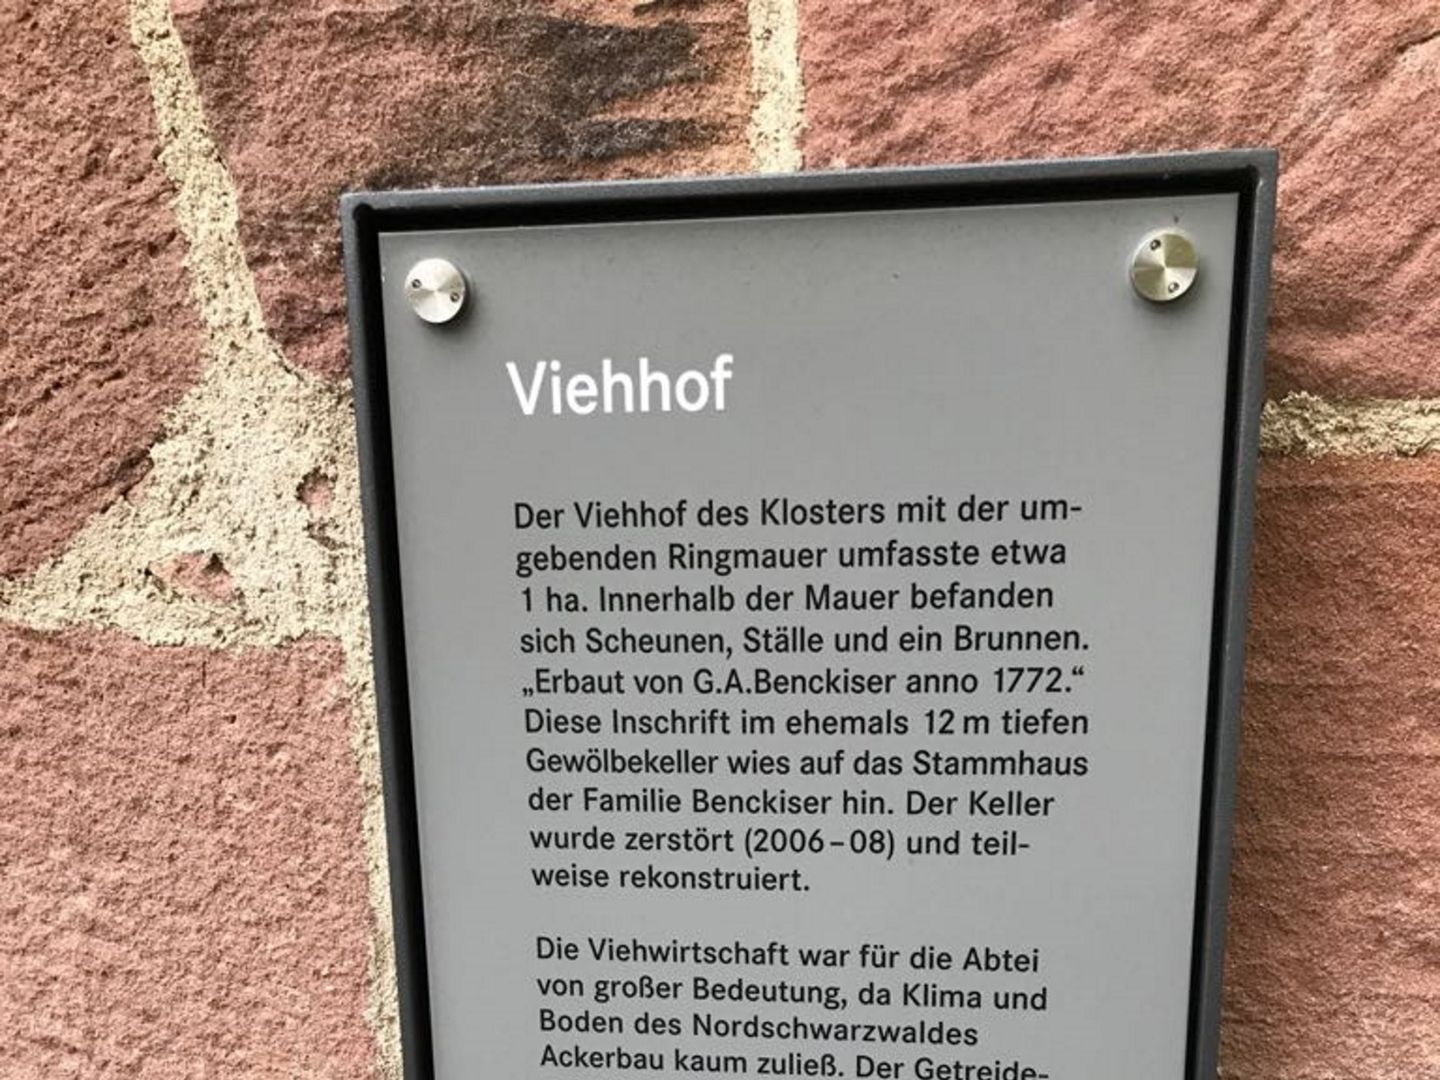 Viehhof
Der Viehhof des Klosters mit der um-
gebenden Ringmauer umfasste etwa
1 ha. Innerhalb der Mauer befanden
sich Scheunen, Ställe und ein Brunnen.
„Erbaut von G.A.Benckiser anno 1772.“
Diese Inschrift im ehemals 12 m tiefen
Gewölbekeller wies auf das Stammhaus
der Familie Benckiser hin. Der Keller
wurde zerstört (2006–08) und teil-
weise rekonstruiert.
Die Viehwirtschaft war für die Abtei
von großer Bedeutung, da Klima und
Boden des Nordschwarzwaldes
Ackerbau kaum zuließ. Der Getreide-